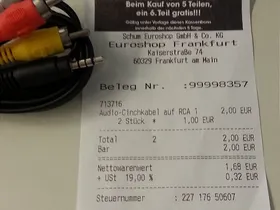 Beim Kauf von 5 Teilen,
ein 6.Teil gratis!!!
Schum Euroshop GmbH & Co. KG
Euroshop Frankfurt
Kaiserstraße 74
60329 Frankfurt am Main
Beleg Nr. :99998357
713716
Audio-Cinchkabel auf RCA 1 2,00 EUR
2 Stück * 1,00 EUR
Total 2 2,00 EUR
Bar 2,00 EUR
Nettowarenwert 1,68 EUR
+ USt 19,00 % 0,32 EUR
Steuernummer : 227 176 50607